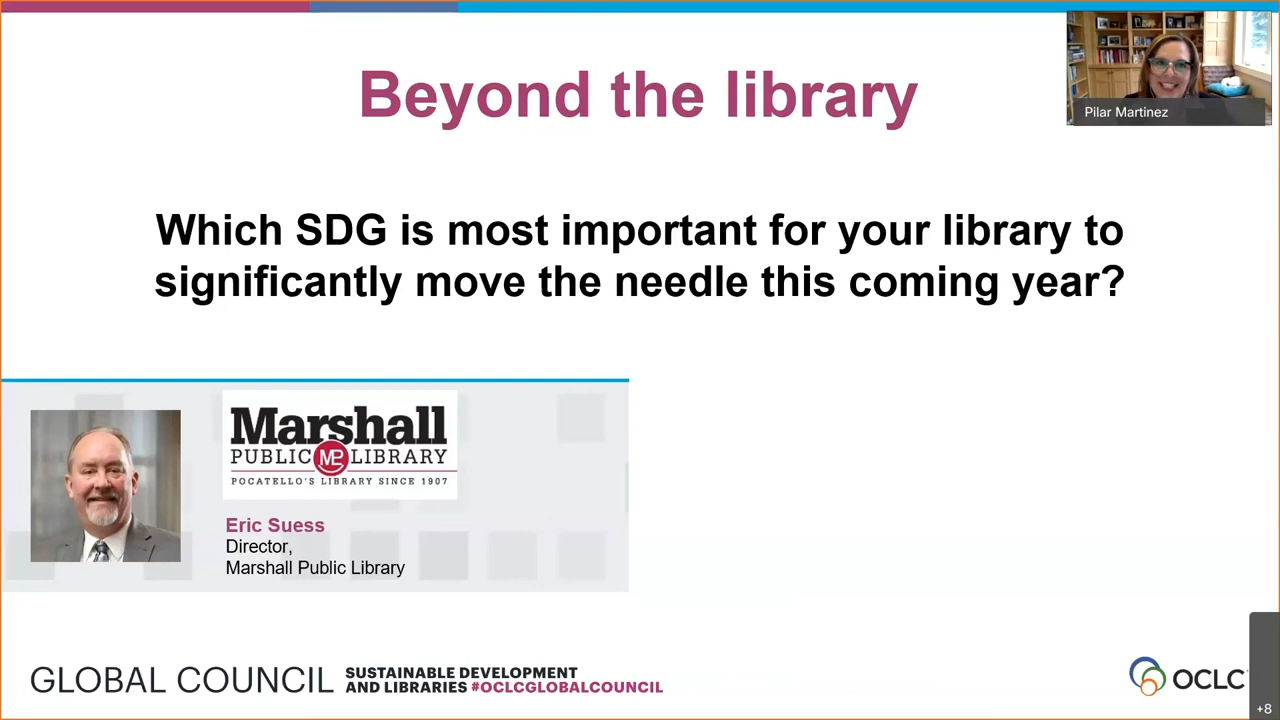 Beyond the library
Pilar Martinez
Which SDG is most important for your library to
significantly move the needle this coming year?
Marshall
PUBLIC MP LIBRARY
POCATELLO'S LIBRARY SINCE 1907
Eric Suess
Director,
Marshall Public Library
GLOBAL COUNCIL
SUSTAINABLE DEVELOPMENT
AND LIBRARIES #OCLCGLOBALCOUNCIL
OCLC
+8